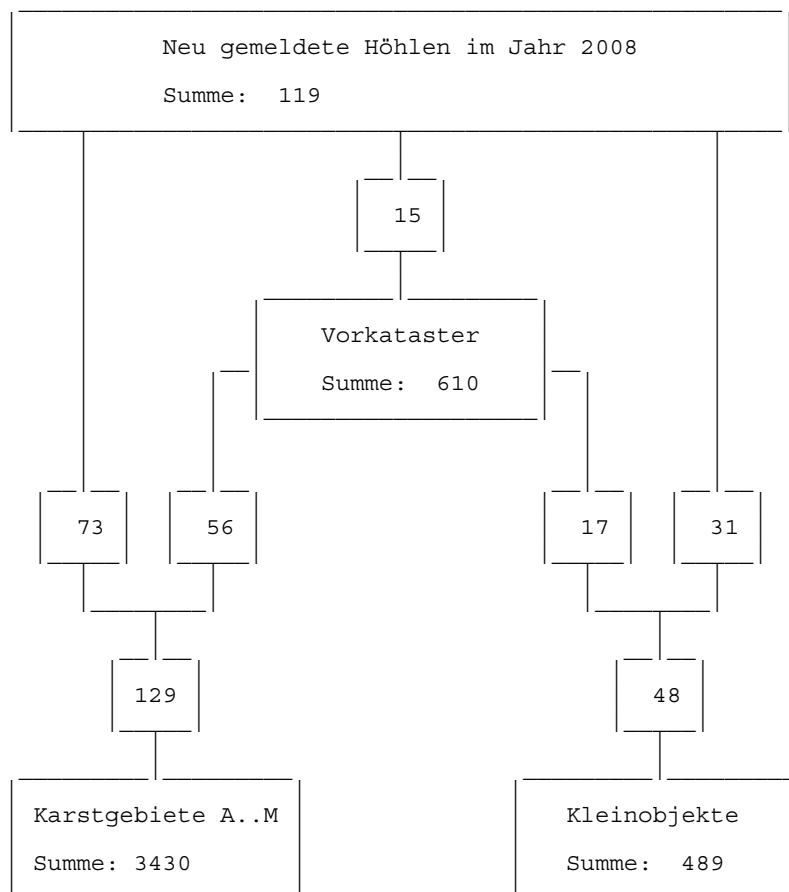 Neu gemeldete Höhlen im Jahr 2008
Summe: 119
15
Vorkataster
Summe: 610
73 56 17 31
129 48
Karstgebiete A..M Kleinobjekte
Summe: 3430 Summe: 489